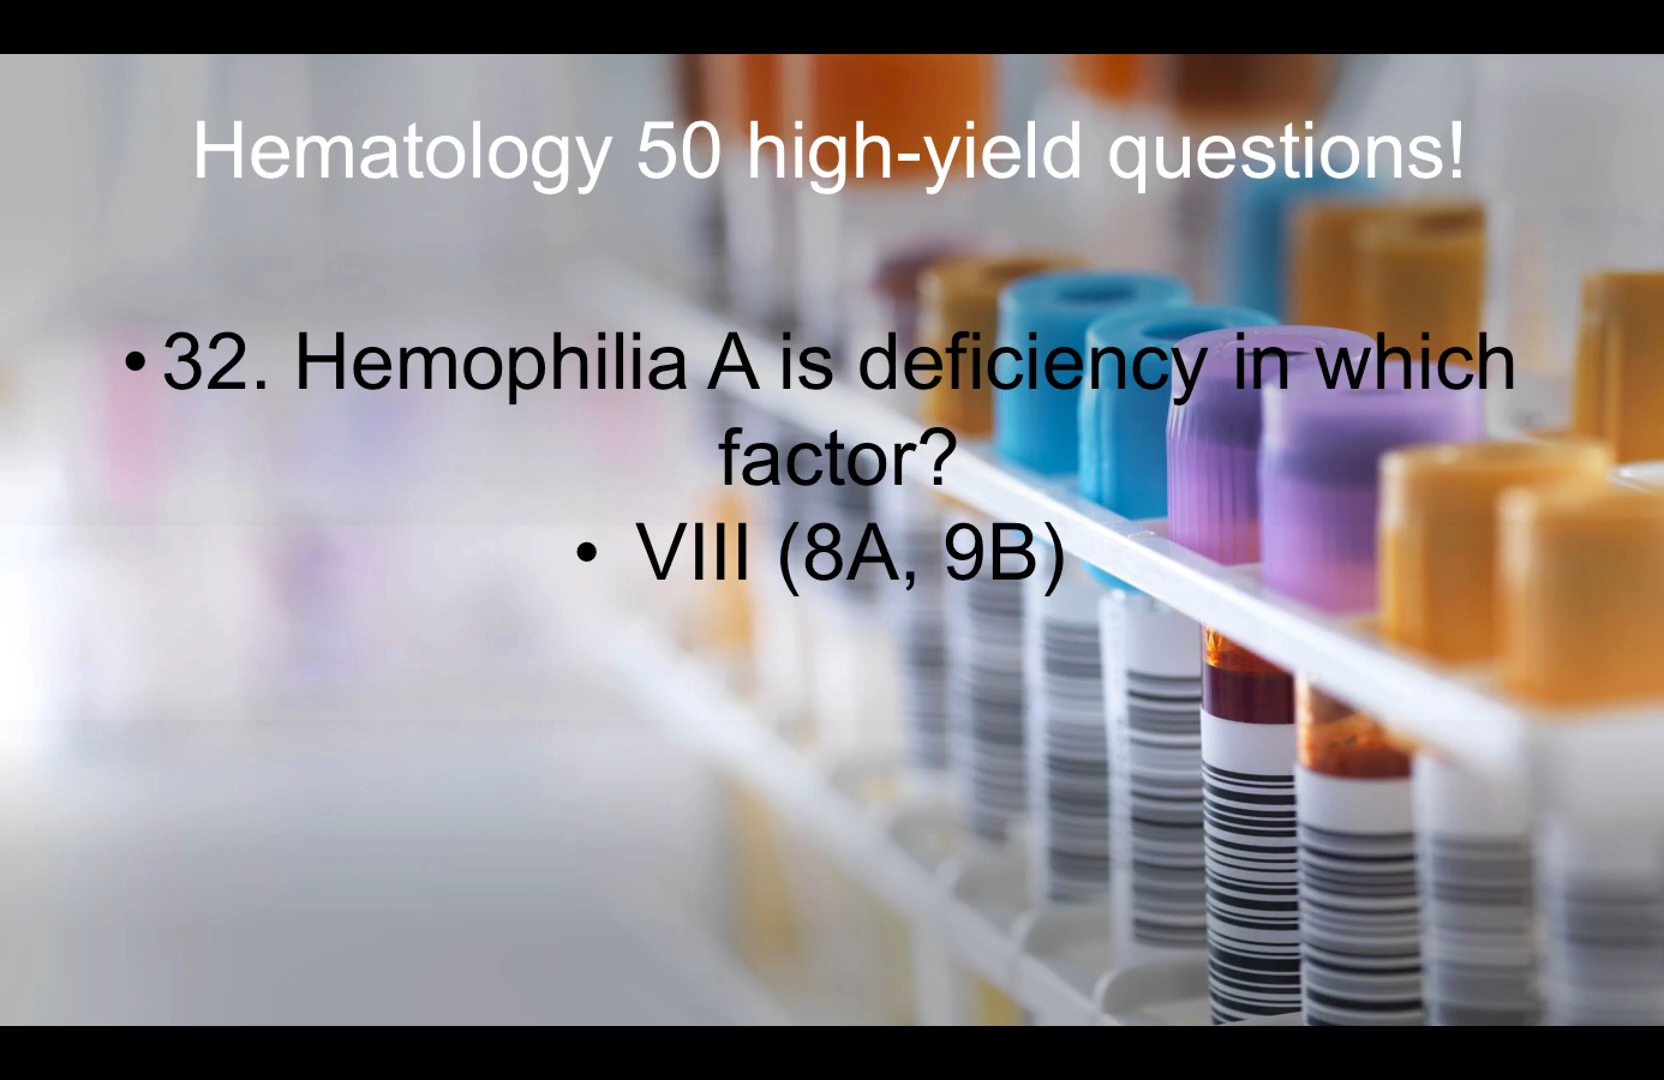 Hematology 50 high-yield questions!
• 32. Hemophilia A is deficiency in which
factor?
• VIII (8A, 9B)